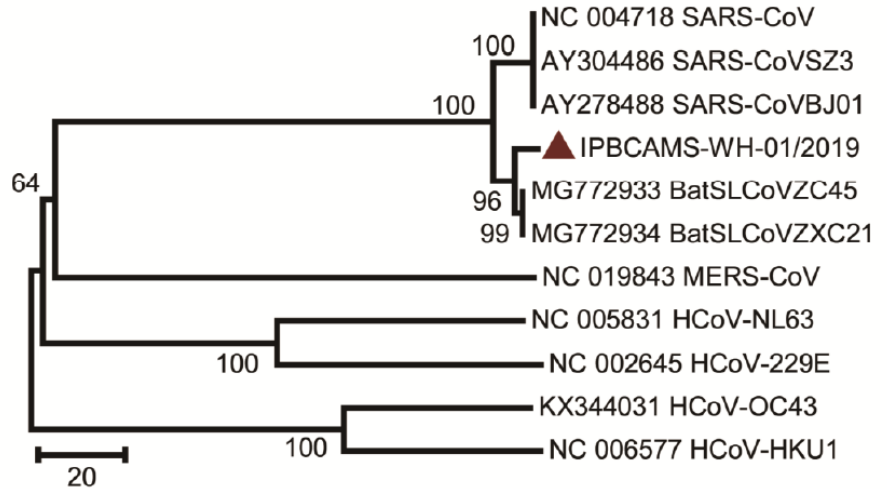 NC 004718 SARS-CoV
100
AY304486 SARS-CoVSZ3
100
AY278488 SARS-CoVBJ01
IPBCAMS-WH-01/2019
64
MG772933 BatSLCoVZC45
96
99
MG772934 BatSLCoVZXC21
NC 019843 MERS-CoV
NC 005831 HCoV-NL63
100
NC 002645 HCoV-229E
KX344031 HCoV-OC43
100
NC 006577 HCoV-HKU1
20